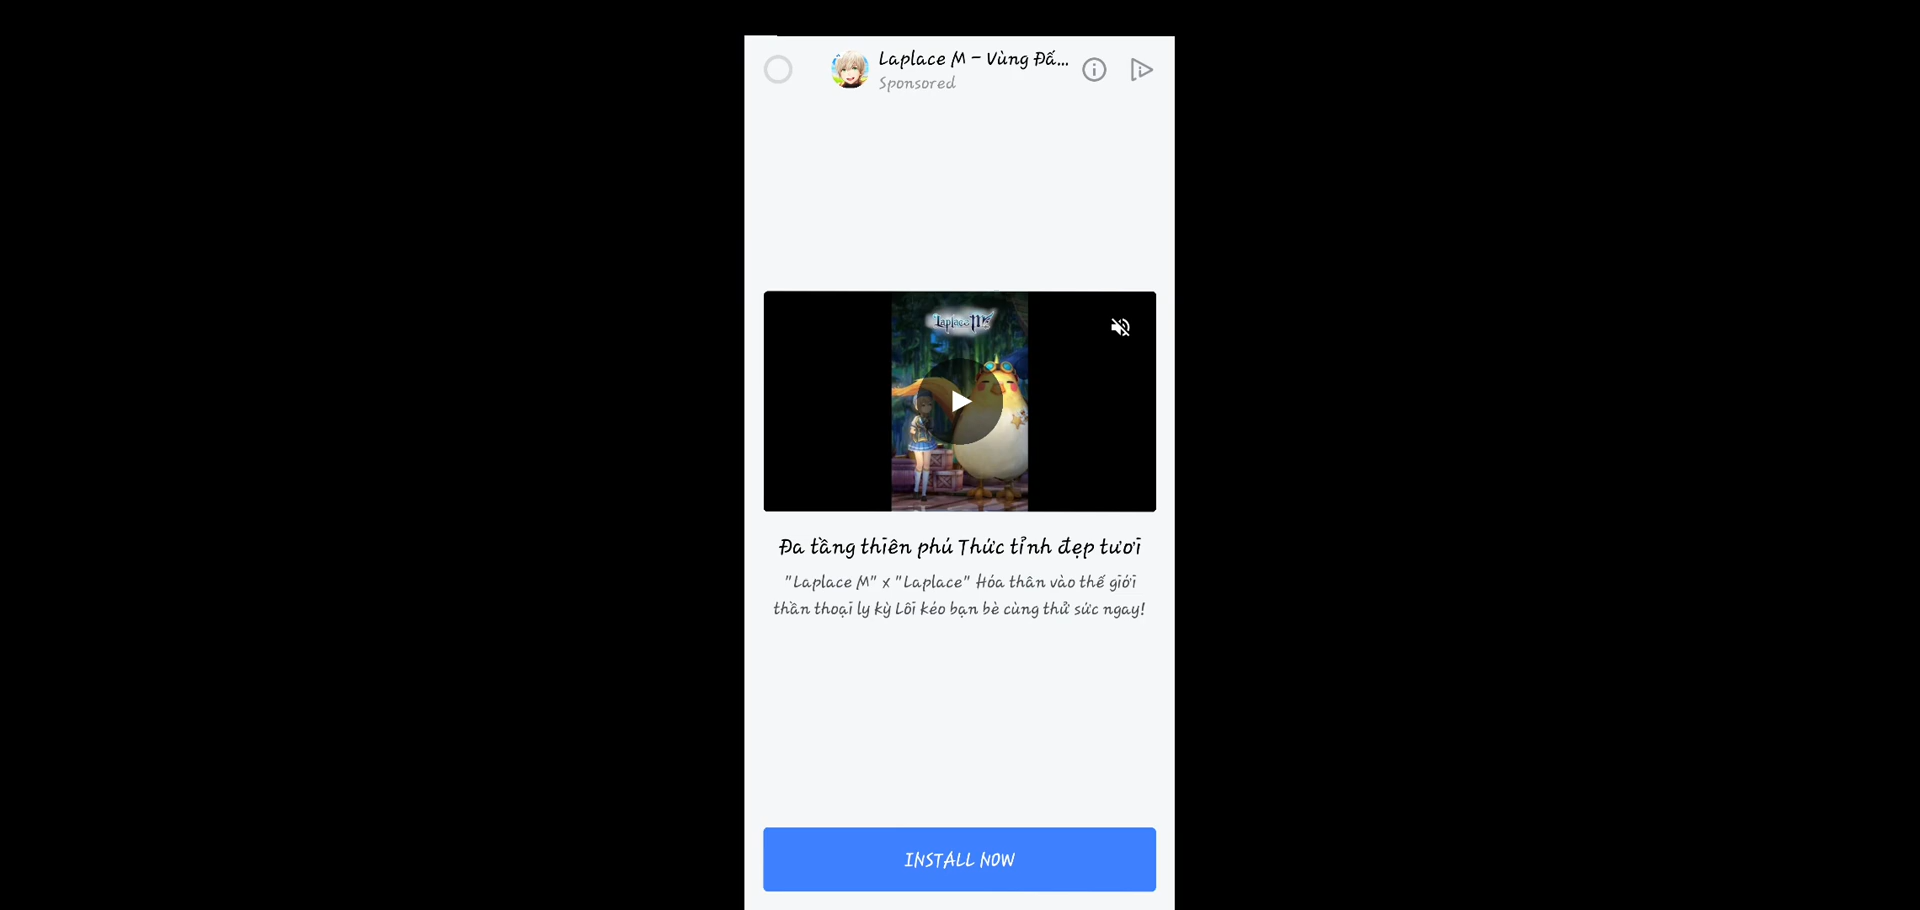 Laplace M - Vùng Đấ...
Sponsored
Laplace M
Đa tầng thiên phú Thức tỉnh đẹp tươi
"Laplace M" x "Laplace" Hóa thân vào thế giới
thần thoại ly kỳ Lôi kéo bạn bè cùng thử sức ngay!
INSTALL NOW